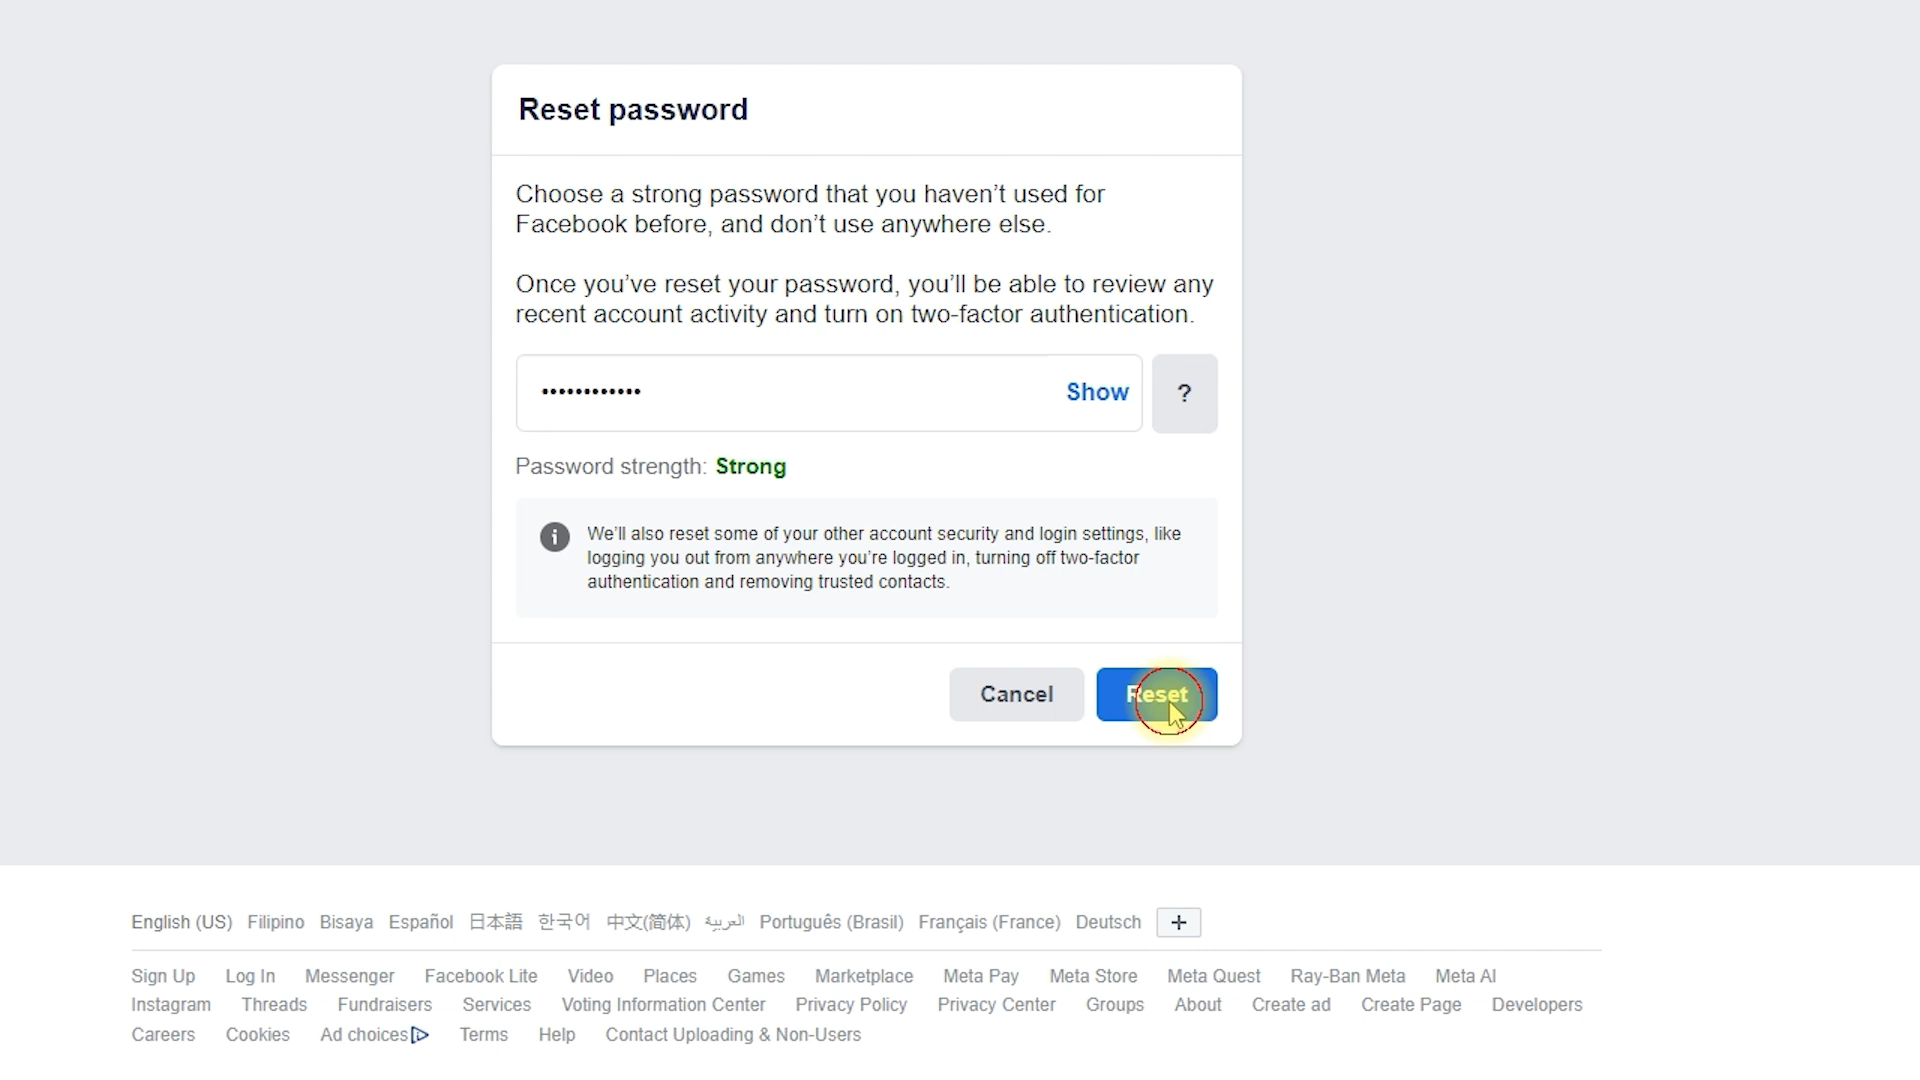 Reset password
Choose a strong password that you haven’t used for
Facebook before, and don’t use anywhere else.
Once you’ve reset your password, you’ll be able to review any
recent account activity and turn on two-factor authentication.
•••••••••••• Show ?
Password strength: Strong
We’ll also reset some of your other account security and login settings, like
logging you out from anywhere you’re logged in, turning off two-factor
authentication and removing trusted contacts.
Cancel Reset
English (US) Filipino Bisaya Español 日本語 한국어 中文(简体) العربية Português (Brasil) Français (France) Deutsch +
Sign Up Log In Messenger Facebook Lite Video Places Games Marketplace Meta Pay Meta Store Meta Quest Ray-Ban Meta Meta AI
Instagram Threads Fundraisers Services Voting Information Center Privacy Policy Privacy Center Groups About Create ad Create Page Developers
Careers Cookies Ad choices Terms Help Contact Uploading & Non-Users